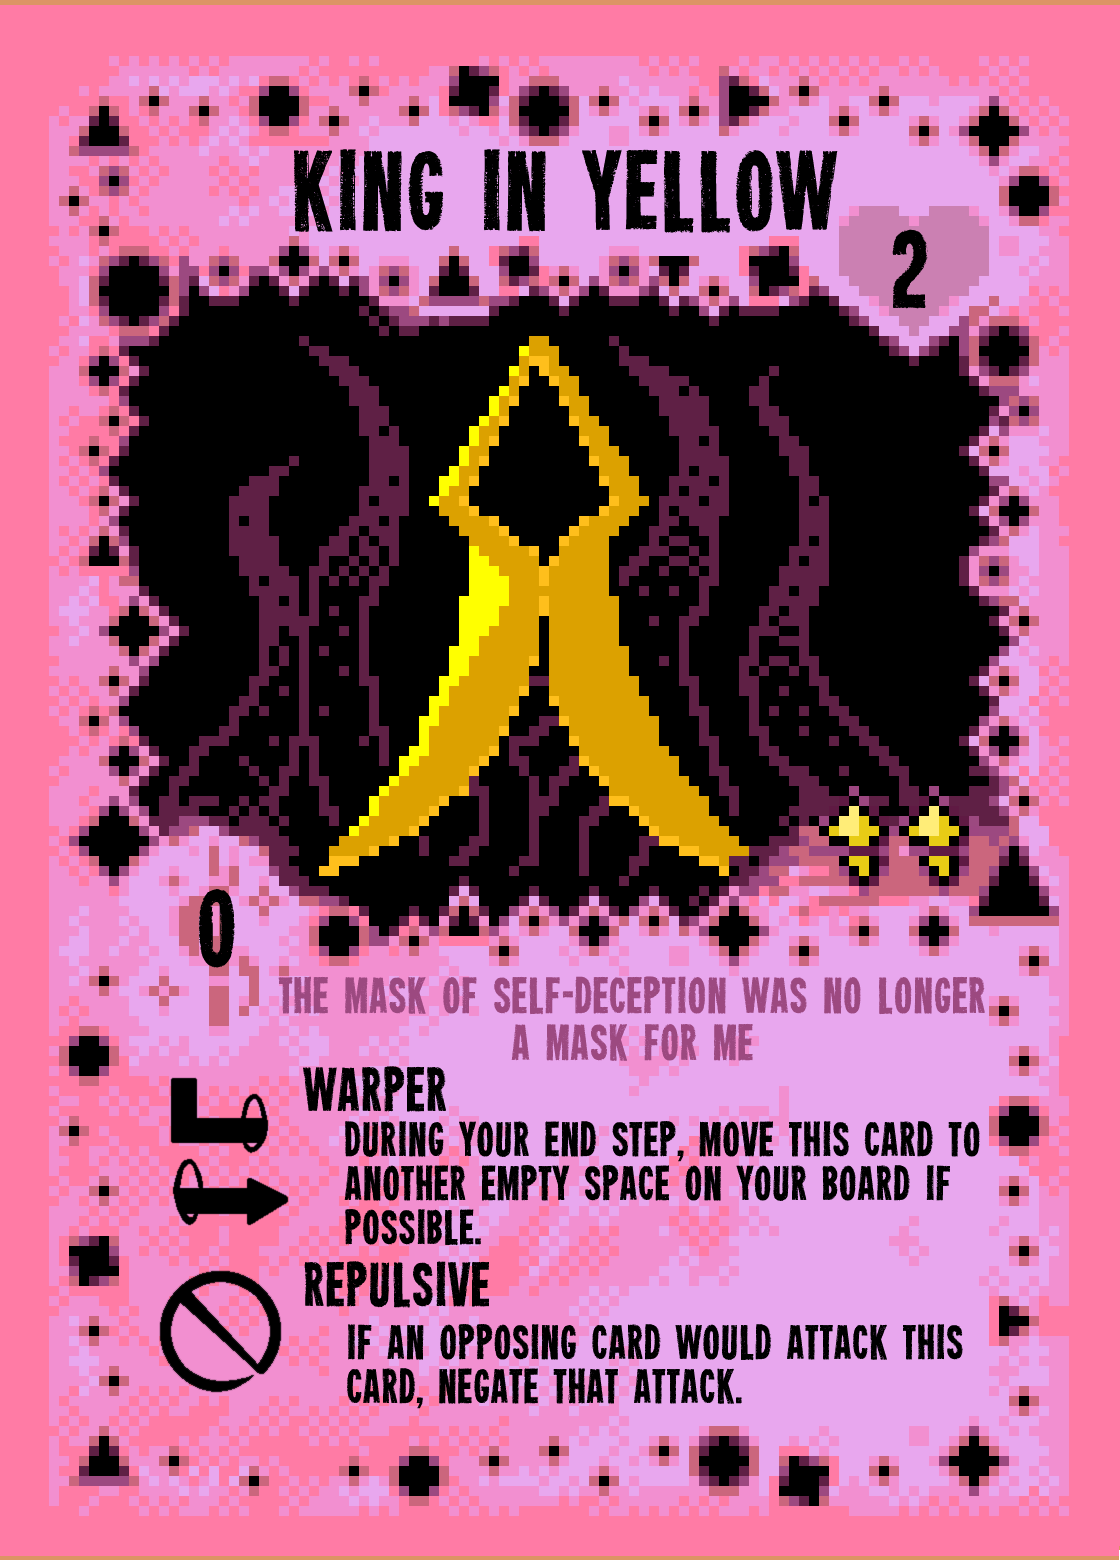 KING IN YELLOW
2
0
THE MASK OF SELF-DECEPTION WAS NO LONGER
A MASK FOR ME
WARPER
DURING YOUR END STEP, MOVE THIS CARD TO
ANOTHER EMPTY SPACE ON YOUR BOARD IF
POSSIBLE.
REPULSIVE
IF AN OPPOSING CARD WOULD ATTACK THIS
CARD, NEGATE THAT ATTACK.